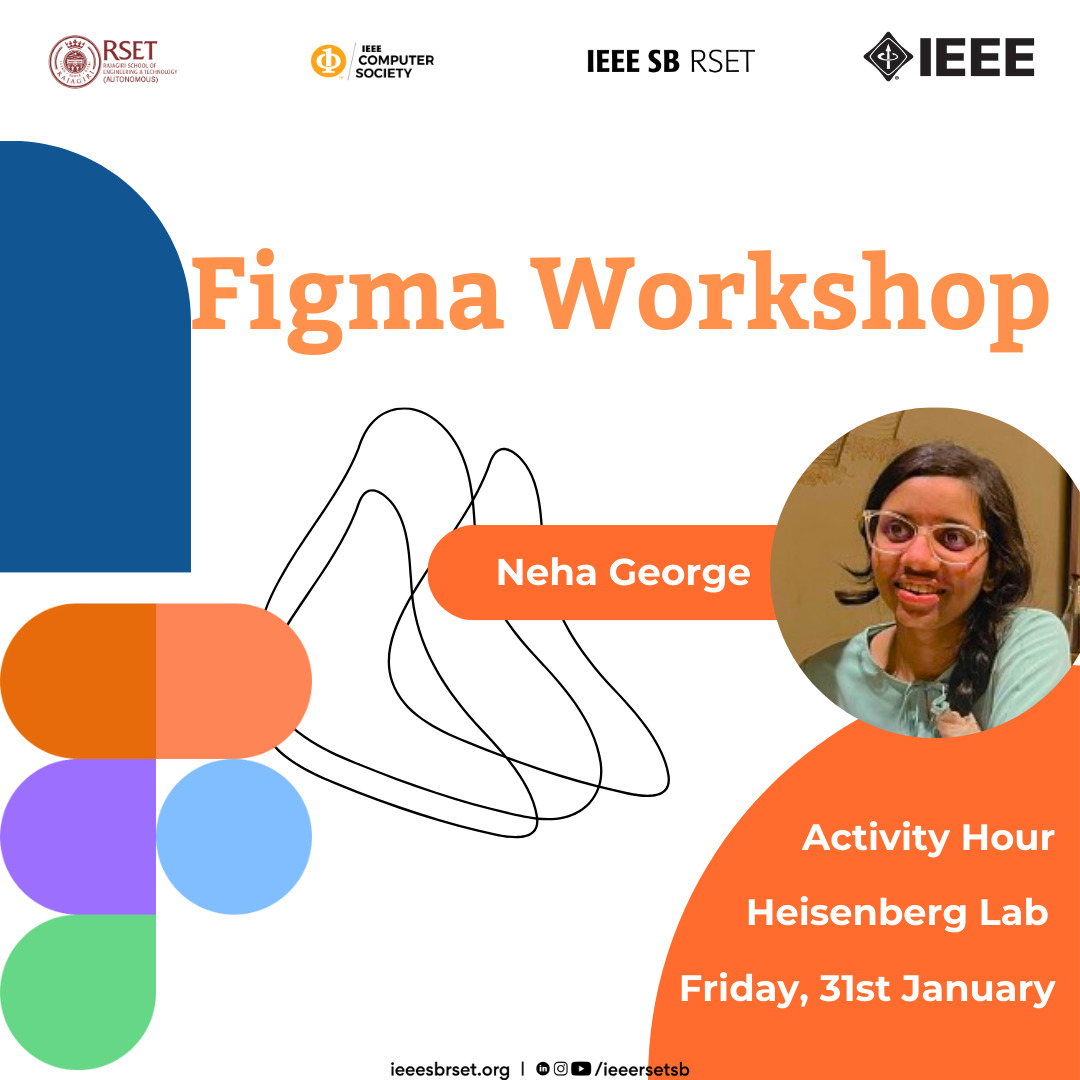 RSET
RAJAGIRI SCHOOL OF
ENGINEERING & TECHNOLOGY
(AUTONOMOUS)
RAJAGIRI
IEEE
COMPUTER
SOCIETY
IEEE SB RSET
IEEE
Figma Workshop
Neha George
Activity Hour
Heisenberg Lab
Friday, 31st January
ieeesbrset.org | /ieeersetsb